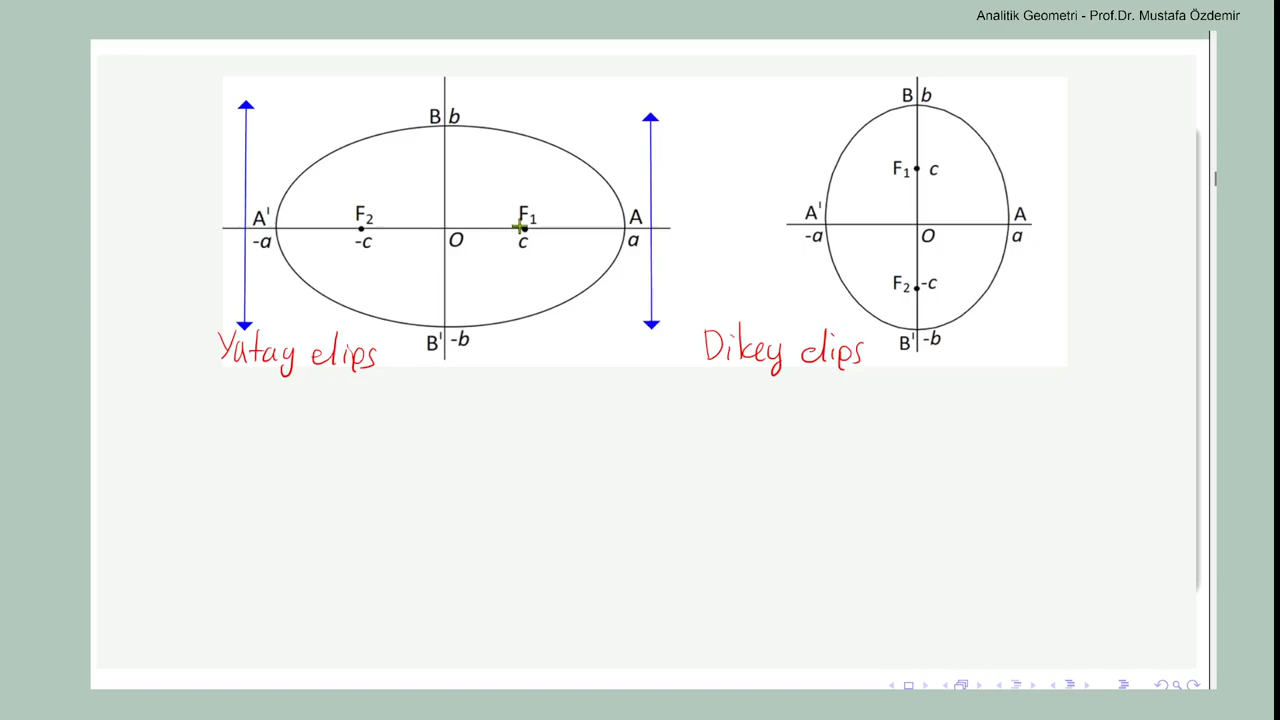 Analitik Geometri - Prof.Dr. Mustafa Özdemir
B b
F₂
F₁
A'
A
-a
-c
O
c
a
B' -b
Yatay elips
B b
F₁ c
A'
A
-a
O
a
F₂ -c
B' -b
Dikey elips